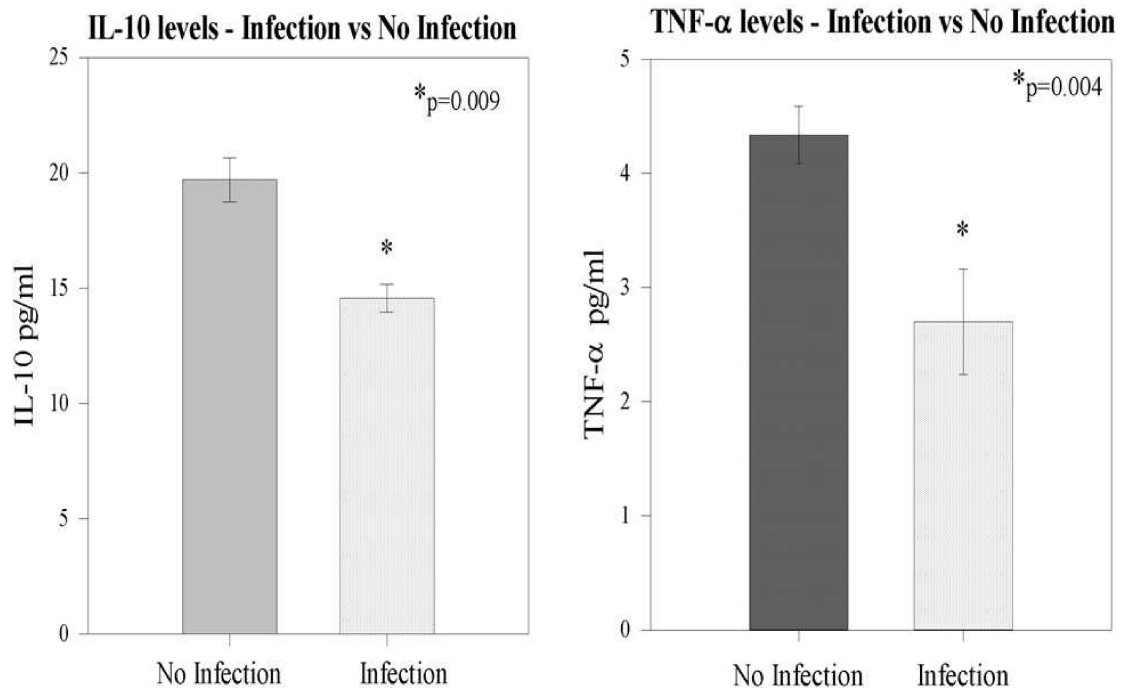 IL-10 levels - Infection vs No Infection
*p=0.009
25
20
15
10
5
0
IL-10 pg/ml
*
No Infection
Infection
TNF-α levels - Infection vs No Infection
*p=0.004
5
4
3
2
1
0
TNF-α pg/ml
*
No Infection
Infection